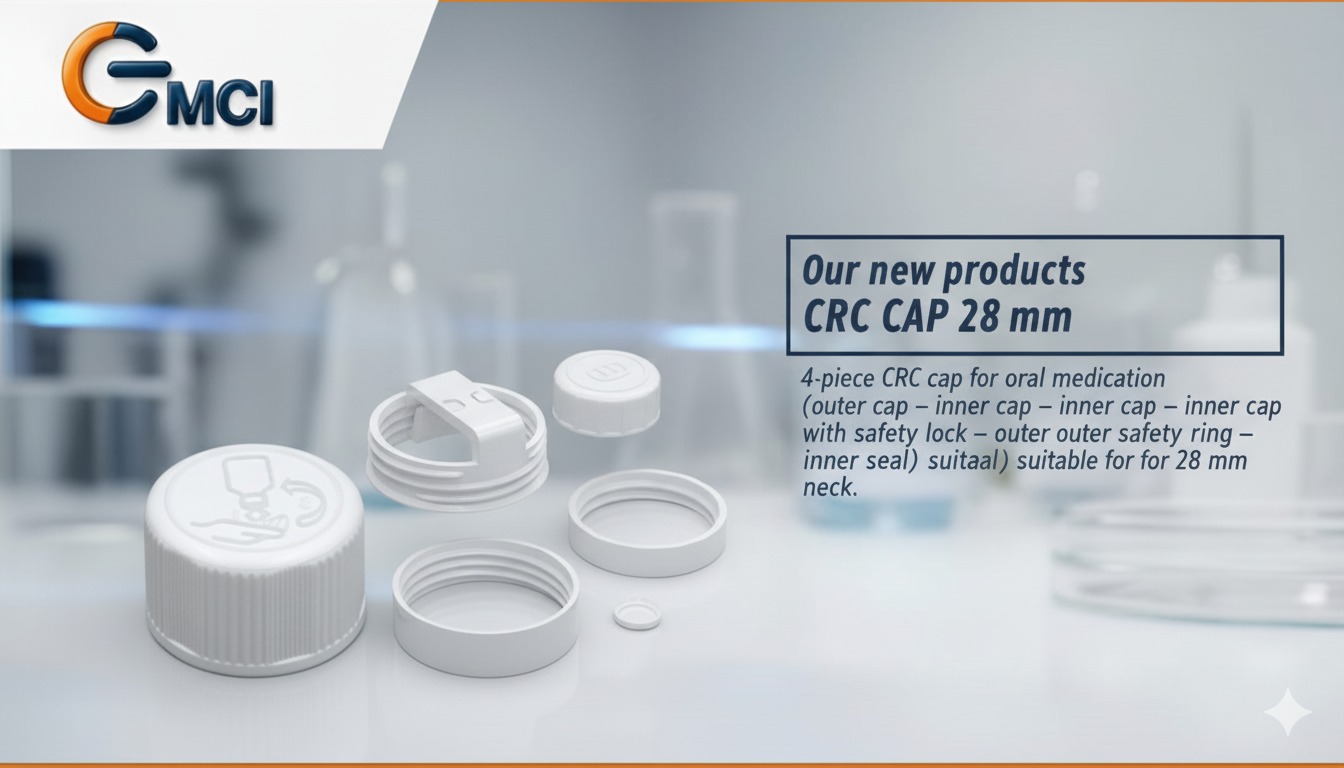 MCI
Our new products
CRC CAP 28 mm
4-piece CRC cap for oral medication
(outer cap – inner cap – inner cap – inner cap
with safety lock – outer outer safety ring –
inner seal) suitaal) suitable for for 28 mm
neck.